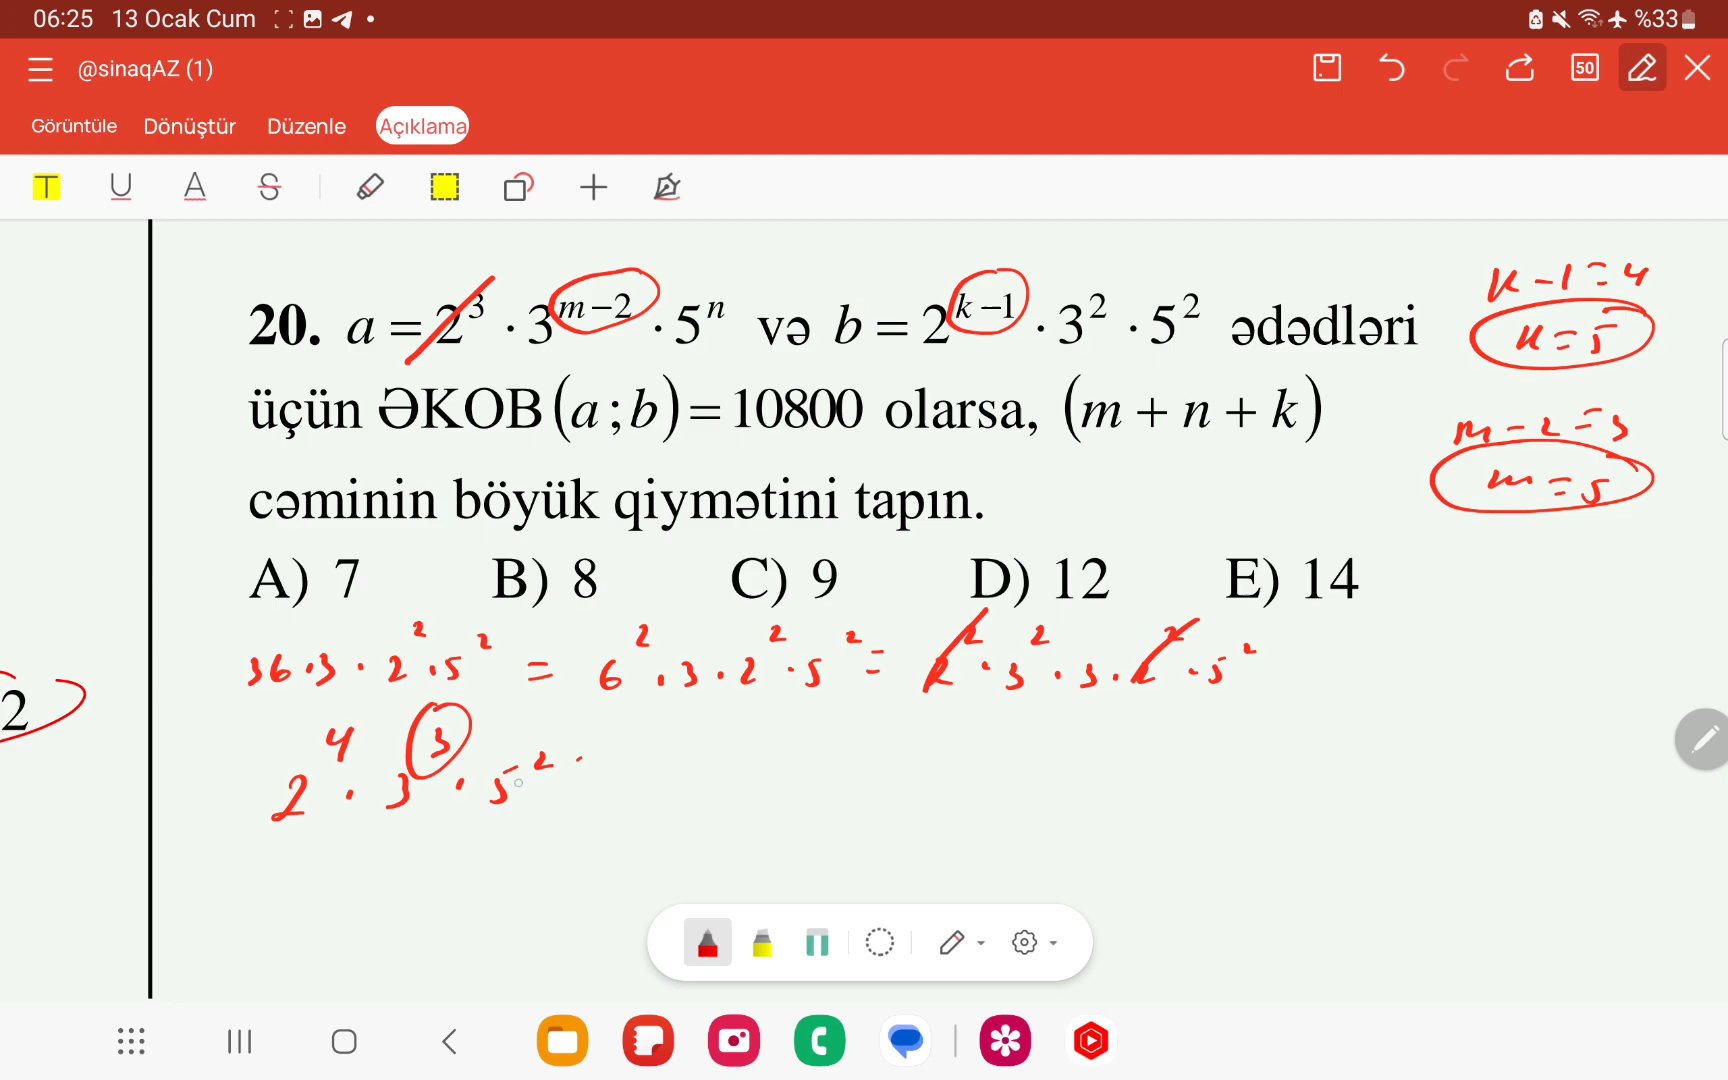 06:25 13 Ocak Cum %33
@sinaqAZ (1) 50
Görüntüle Dönüştür Düzenle Açıklama
T U A S
20. a = 2³ · 3^{m−2} · 5ⁿ və b = 2^{k−1} · 3² · 5² ədədləri
üçün ƏKOB(a;b)=10800 olarsa, (m + n + k)
cəminin böyük qiymətini tapın.
A) 7 B) 8 C) 9 D) 12 E) 14
k-1=4
k=5
m-2=3
m=5
36·3·2²·5² = 6²·3·2²·5² = 2²·3²·3·2²·5²
2⁴·3³·5²·
2